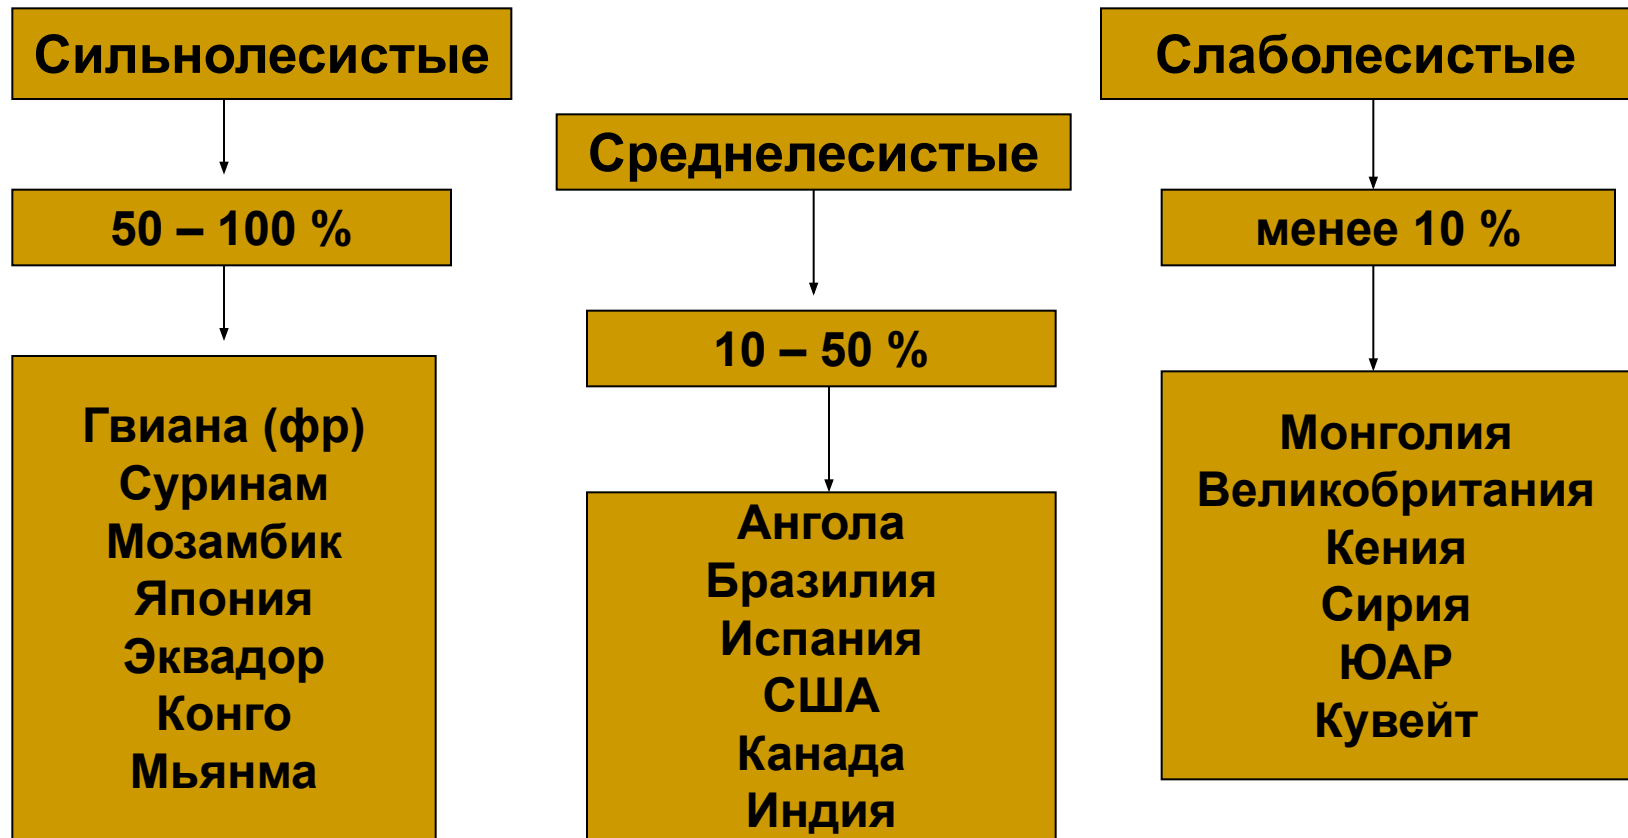 Сильнолесистые
50 – 100 %
Гвиана (фр)
Суринам
Мозамбик
Япония
Эквадор
Конго
Мьянма
Среднелесистые
10 – 50 %
Ангола
Бразилия
Испания
США
Канада
Индия
Слаболесистые
менее 10 %
Монголия
Великобритания
Кения
Сирия
ЮАР
Кувейт